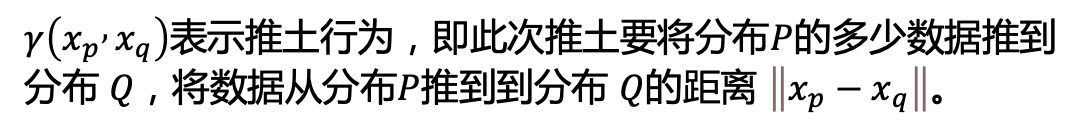 γ(x_p, x_q)表示推土行为，即此次推土要将分布P的多少数据推到
分布 Q，将数据从分布P推到到分布 Q的距离 ‖x_p − x_q‖。